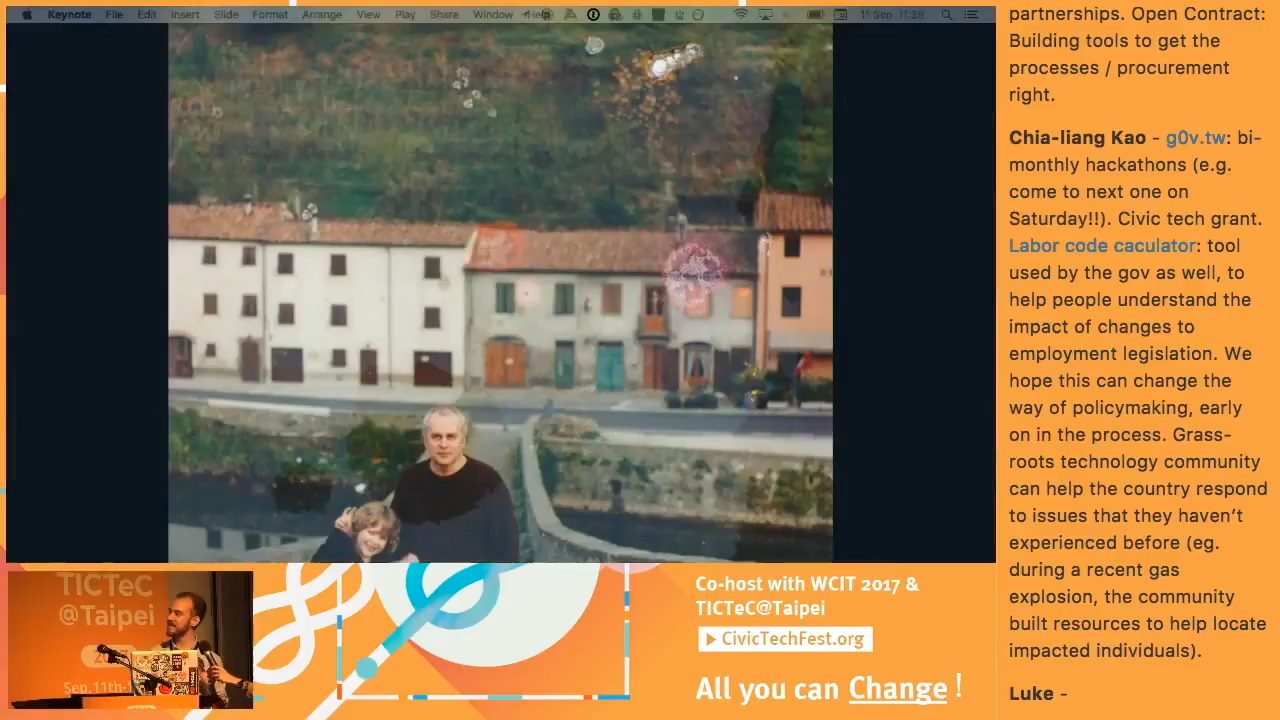 Keynote File Edit Insert Slide Format Arrange View Play Share Window Help
11 Sep 11:38
partnerships. Open Contract:
Building tools to get the
processes / procurement
right.
Chia-liang Kao - g0v.tw: bi-
monthly hackathons (e.g.
come to next one on
Saturday!!). Civic tech grant.
Labor code caculator: tool
used by the gov as well, to
help people understand the
impact of changes to
employment legislation. We
hope this can change the
way of policymaking, early
on in the process. Grass-
roots technology community
can help the country respond
to issues that they haven't
experienced before (eg.
during a recent gas
explosion, the community
built resources to help locate
impacted individuals).
Luke -
TICTeC
@Taipei
Sep.11th-
Co-host with WCIT 2017 &
TICTeC@Taipei
CivicTechFest.org
All you can Change !